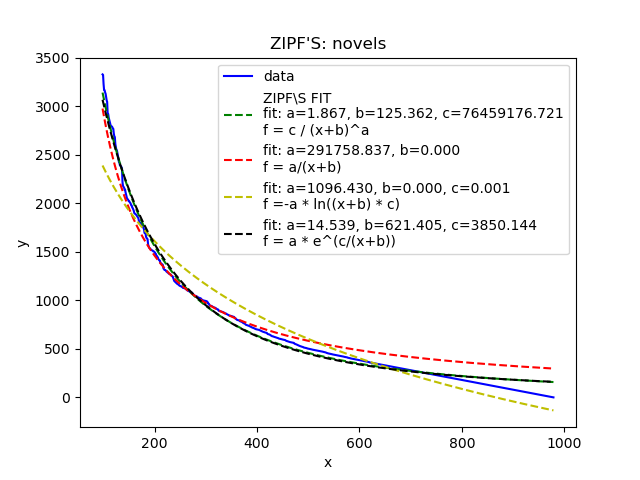 ZIPF'S: novels
3500
3000
2500
2000
1500
1000
500
0
y
data
ZIPF\S FIT
fit: a=1.867, b=125.362, c=76459176.721
f = c / (x+b)^a
fit: a=291758.837, b=0.000
f = a/(x+b)
fit: a=1096.430, b=0.000, c=0.001
f =-a * ln((x+b) * c)
fit: a=14.539, b=621.405, c=3850.144
f = a * e^(c/(x+b))
200 400 600 800 1000
x